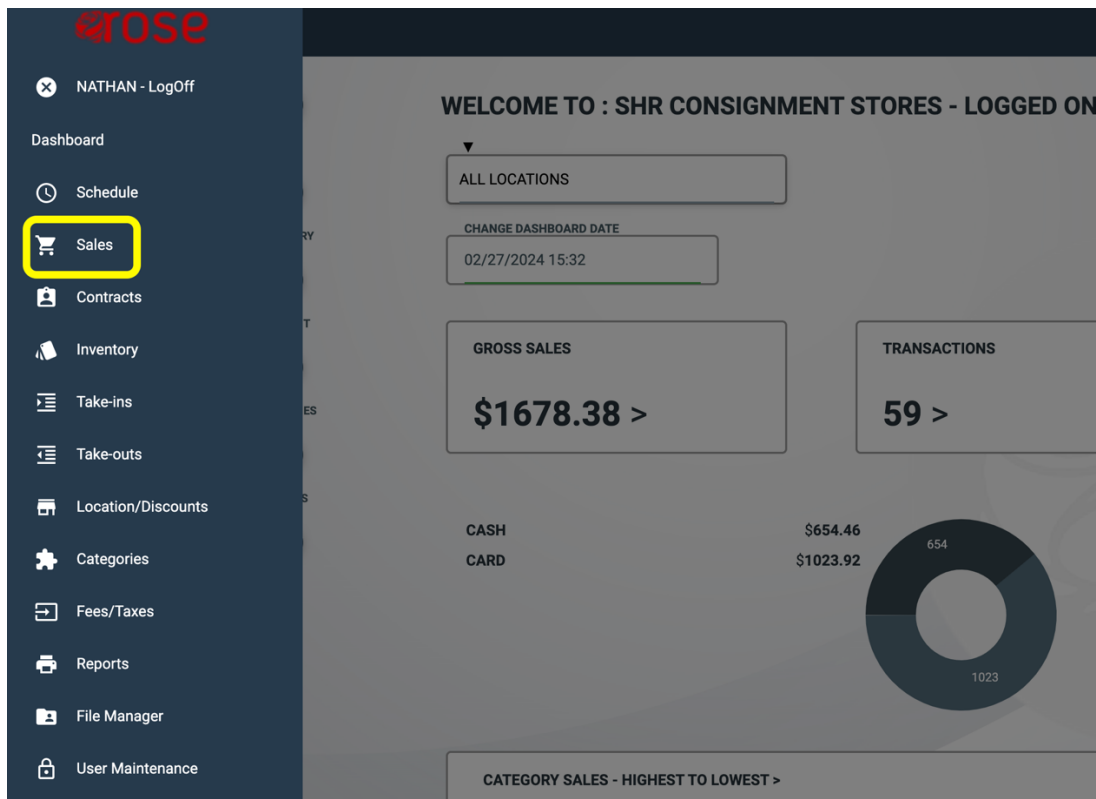 rose
NATHAN - LogOff
Dashboard
Schedule
Sales
Contracts
Inventory
Take-ins
Take-outs
Location/Discounts
Categories
Fees/Taxes
Reports
File Manager
User Maintenance
RY
T
ES
S
WELCOME TO : SHR CONSIGNMENT STORES - LOGGED ON
ALL LOCATIONS
CHANGE DASHBOARD DATE
02/27/2024 15:32
GROSS SALES
$1678.38 >
TRANSACTIONS
59 >
CASH $654.46
CARD $1023.92
654
1023
CATEGORY SALES - HIGHEST TO LOWEST >